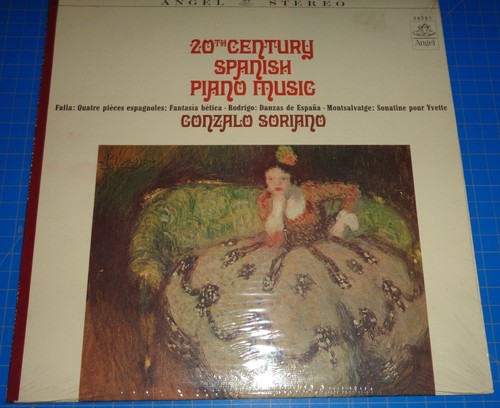 ANGEL STEREO
20TH CENTURY
SPANISH
PIANO MUSIC
Falla: Quatre pièces espagnoles; Fantasia bética · Rodrigo: Danzas de España · Montsalvatge: Sonatine pour Yvette
GONZALO SORIANO
Angel